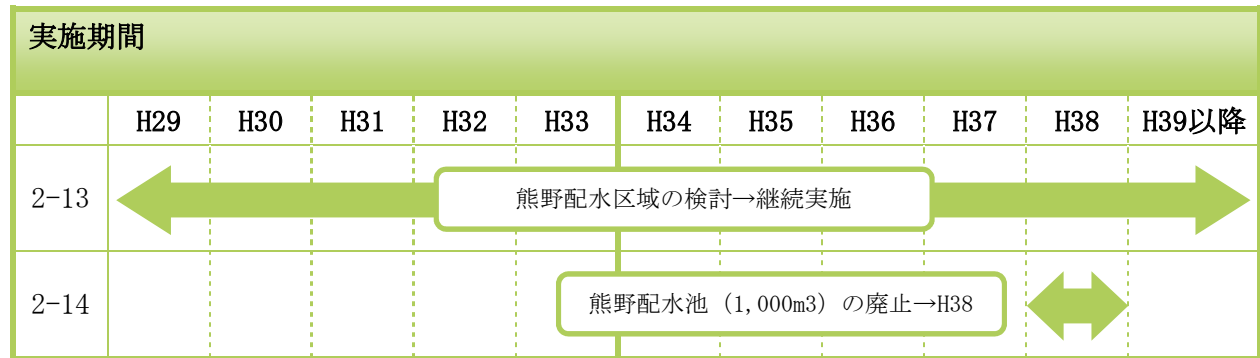 実施期間
H29 H30 H31 H32 H33 H34 H35 H36 H37 H38 H39以降
2-13 熊野配水区域の検討→継続実施
2-14 熊野配水池（1,000m3）の廃止→H38